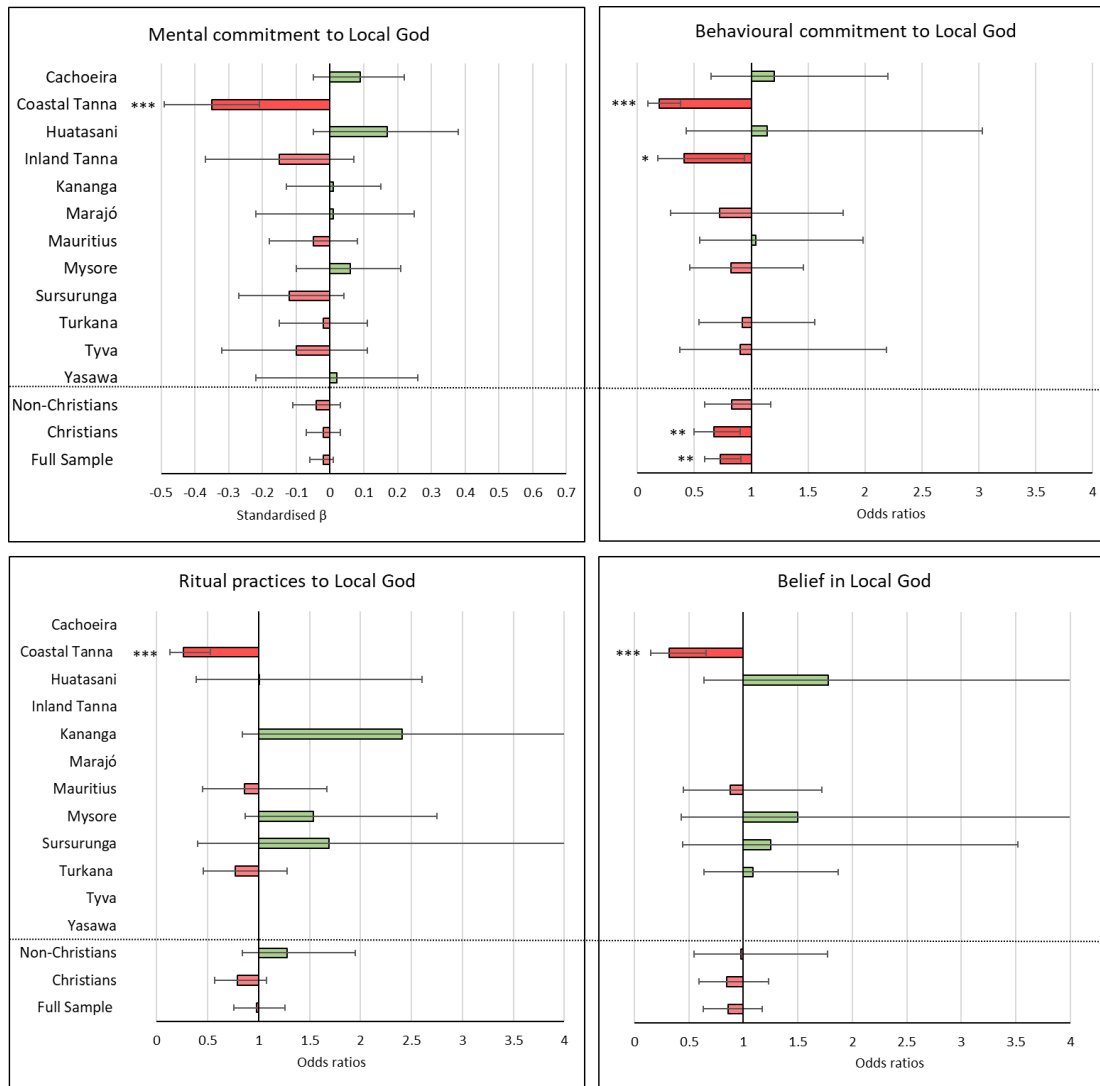 Mental commitment to Local God
Cachoeira
Coastal Tanna
***
Huatasani
Inland Tanna
Kananga
Marajó
Mauritius
Mysore
Sursurunga
Turkana
Tyva
Yasawa
Non-Christians
Christians
Full Sample
-0.5 -0.4 -0.3 -0.2 -0.1 0 0.1 0.2 0.3 0.4 0.5 0.6 0.7
Standardised β
Behavioural commitment to Local God
***
*
**
**
0 0.5 1 1.5 2 2.5 3 3.5 4
Odds ratios
Ritual practices to Local God
Cachoeira
Coastal Tanna
***
Huatasani
Inland Tanna
Kananga
Marajó
Mauritius
Mysore
Sursurunga
Turkana
Tyva
Yasawa
Non-Christians
Christians
Full Sample
0 0.5 1 1.5 2 2.5 3 3.5 4
Odds ratios
Belief in Local God
***
0 0.5 1 1.5 2 2.5 3 3.5 4
Odds ratios